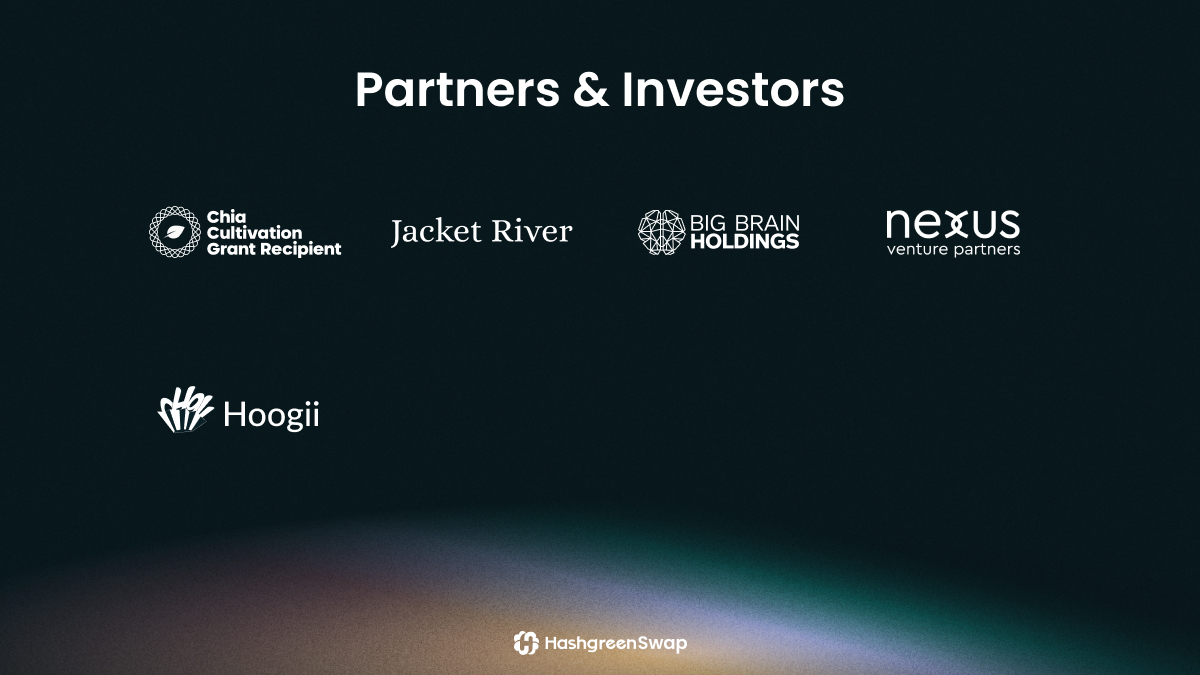 Partners & Investors
Chia
Cultivation
Grant Recipient
Jacket River
BIG BRAIN
HOLDINGS
nexus
venture partners
Hoogii
HashgreenSwap